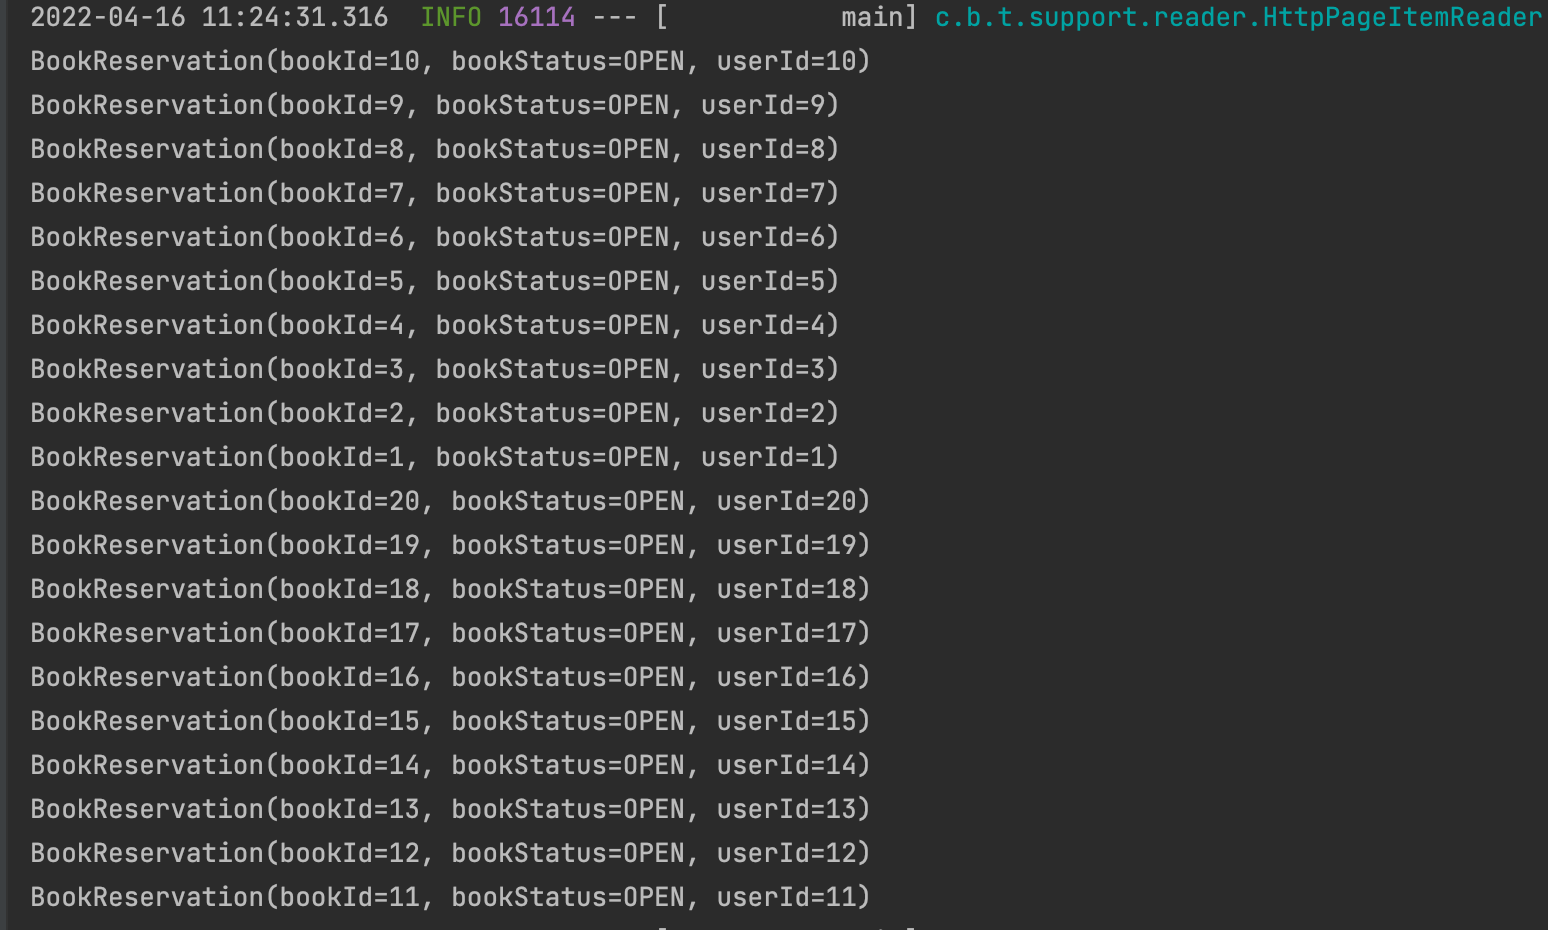 2022-04-16 11:24:31.316  INFO 16114 --- [           main] c.b.t.support.reader.HttpPageItemReader
BookReservation(bookId=10, bookStatus=OPEN, userId=10)
BookReservation(bookId=9, bookStatus=OPEN, userId=9)
BookReservation(bookId=8, bookStatus=OPEN, userId=8)
BookReservation(bookId=7, bookStatus=OPEN, userId=7)
BookReservation(bookId=6, bookStatus=OPEN, userId=6)
BookReservation(bookId=5, bookStatus=OPEN, userId=5)
BookReservation(bookId=4, bookStatus=OPEN, userId=4)
BookReservation(bookId=3, bookStatus=OPEN, userId=3)
BookReservation(bookId=2, bookStatus=OPEN, userId=2)
BookReservation(bookId=1, bookStatus=OPEN, userId=1)
BookReservation(bookId=20, bookStatus=OPEN, userId=20)
BookReservation(bookId=19, bookStatus=OPEN, userId=19)
BookReservation(bookId=18, bookStatus=OPEN, userId=18)
BookReservation(bookId=17, bookStatus=OPEN, userId=17)
BookReservation(bookId=16, bookStatus=OPEN, userId=16)
BookReservation(bookId=15, bookStatus=OPEN, userId=15)
BookReservation(bookId=14, bookStatus=OPEN, userId=14)
BookReservation(bookId=13, bookStatus=OPEN, userId=13)
BookReservation(bookId=12, bookStatus=OPEN, userId=12)
BookReservation(bookId=11, bookStatus=OPEN, userId=11)